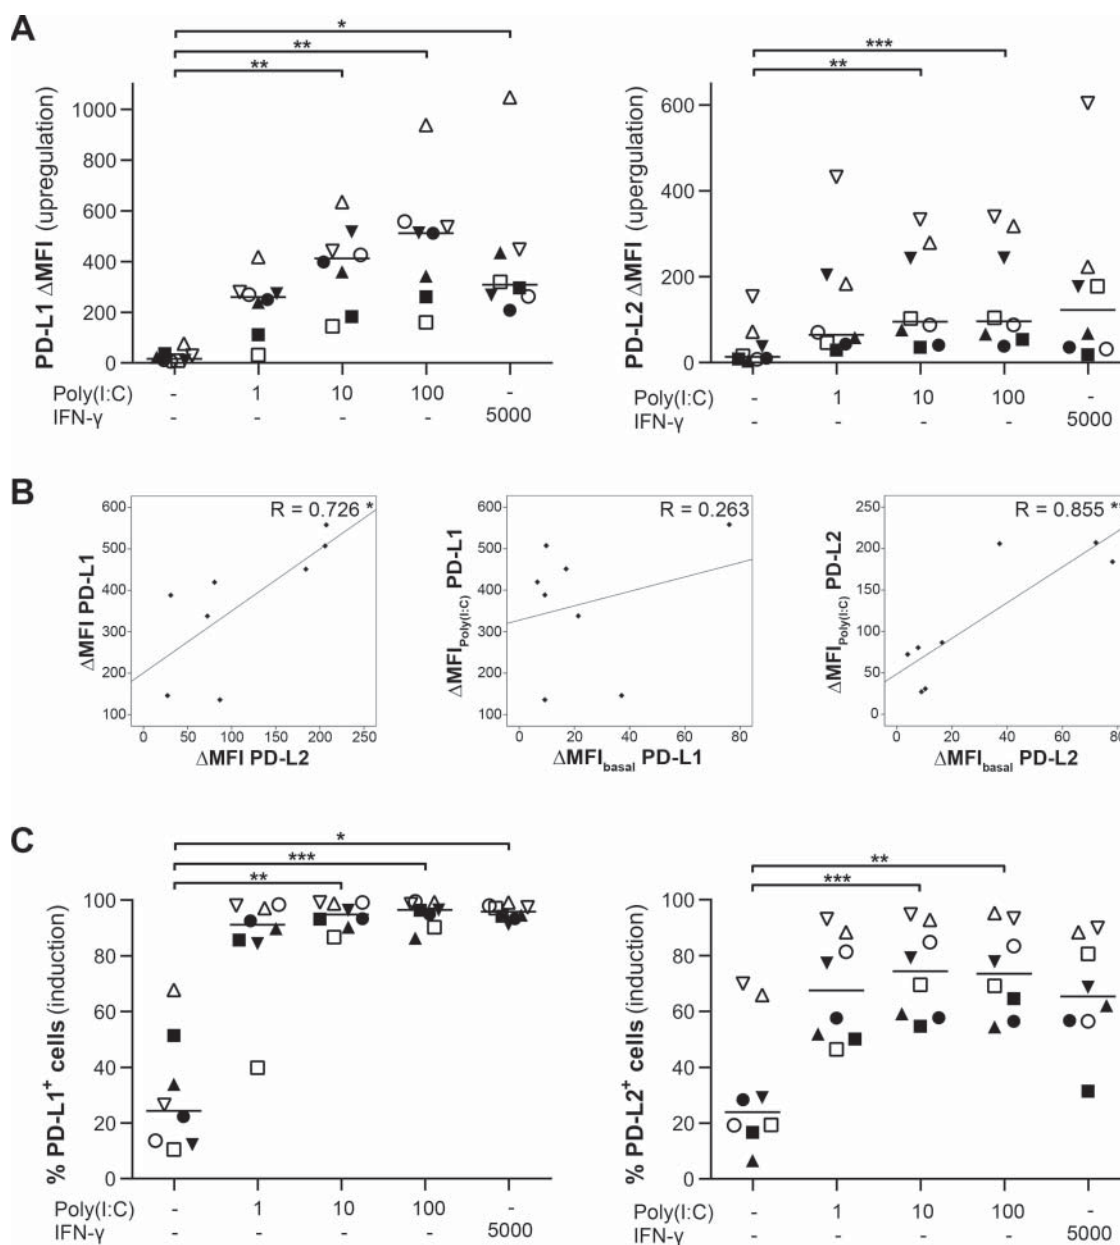 A
PD-L1 ΔMFI (upregulation)
1000
800
600
400
200
0
*
**
**
Poly(I:C) - 1 10 100 -
IFN-γ - - - - 5000
PD-L2 ΔMFI (upergulation)
600
400
200
0
***
**
Poly(I:C) - 1 10 100 -
IFN-γ - - - - 5000
B
R = 0.726 *
ΔMFI PD-L1
600
500
400
300
200
100
0 50 100 150 200 250
ΔMFI PD-L2
R = 0.263
ΔMFIPoly(I:C) PD-L1
600
500
400
300
200
100
0 20 40 60 80
ΔMFIbasal PD-L1
R = 0.855 **
ΔMFIPoly(I:C) PD-L2
250
200
150
100
50
0
0 20 40 60 80
ΔMFIbasal PD-L2
C
% PD-L1+ cells (induction)
100
80
60
40
20
0
*
***
**
Poly(I:C) - 1 10 100 -
IFN-γ - - - - 5000
% PD-L2+ cells (induction)
100
80
60
40
20
0
**
***
Poly(I:C) - 1 10 100 -
IFN-γ - - - - 5000